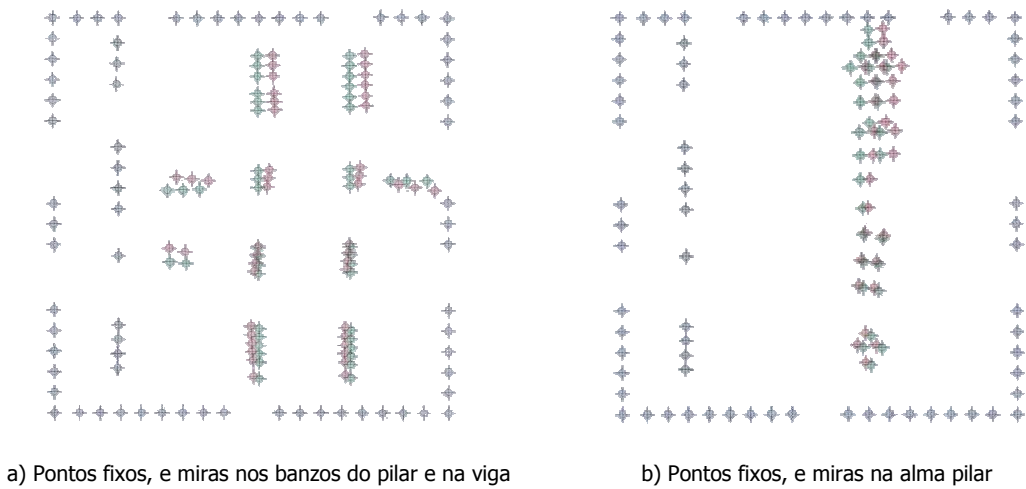 a) Pontos fixos, e miras nos banzos do pilar e na viga
b) Pontos fixos, e miras na alma pilar